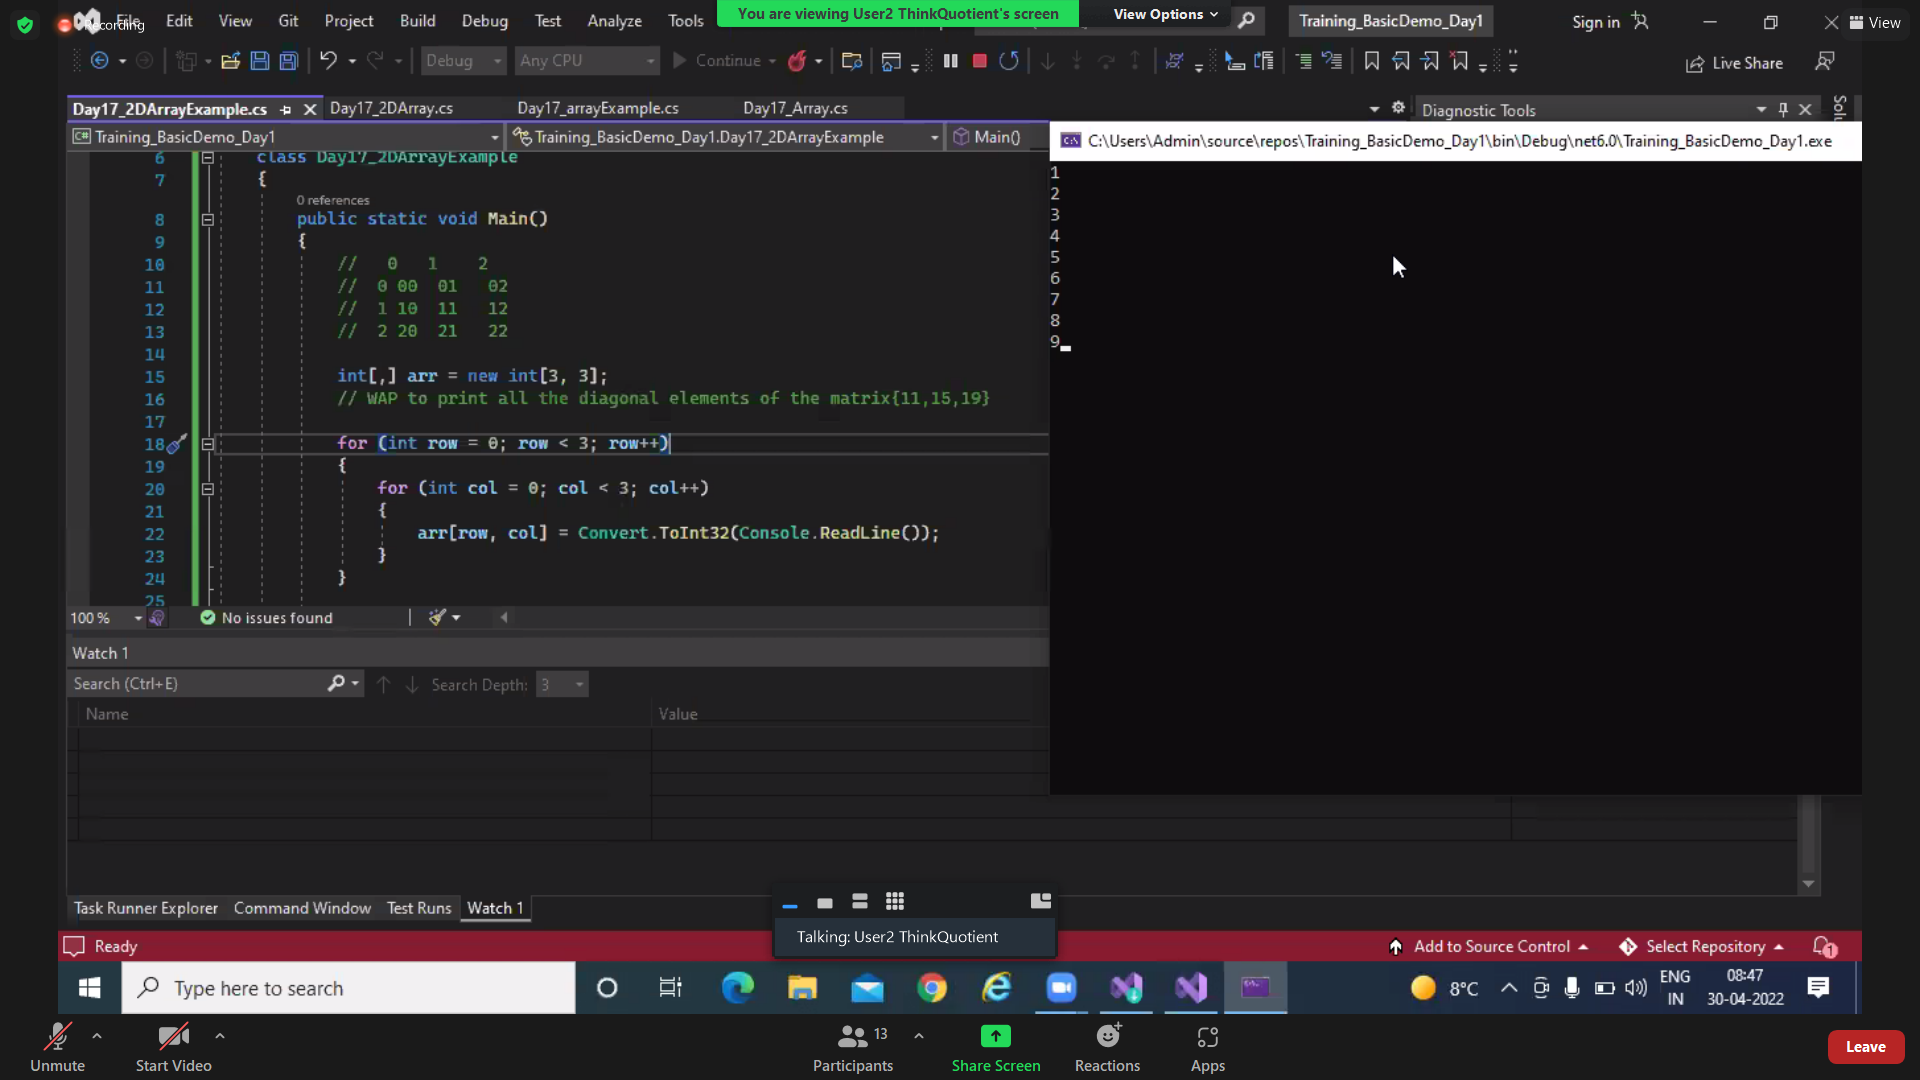 Recording
File Edit View Git Project Build Debug Test Analyze Tools
You are viewing User2 ThinkQuotient's screen
View Options
Training_BasicDemo_Day1
Sign in
View
Debug Any CPU Continue
Live Share
Day17_2DArrayExample.cs Day17_2DArray.cs Day17_arrayExample.cs Day17_Array.cs
Diagnostic Tools
Training_BasicDemo_Day1 Training_BasicDemo_Day1.Day17_2DArrayExample Main()
C:\Users\Admin\source\repos\Training_BasicDemo_Day1\bin\Debug\net6.0\Training_BasicDemo_Day1.exe
6 class Day17_2DArrayExample
7 {
0 references
8 public static void Main()
9 {
10 // 0 1 2
11 // 0 00 01 02
12 // 1 10 11 12
13 // 2 20 21 22
14
15 int[,] arr = new int[3, 3];
16 // WAP to print all the diagonal elements of the matrix{11,15,19}
17
18 for (int row = 0; row < 3; row++)
19 {
20 for (int col = 0; col < 3; col++)
21 {
22 arr[row, col] = Convert.ToInt32(Console.ReadLine());
23 }
24 }
25
1
2
3
4
5
6
7
8
9
100 % No issues found
Watch 1
Search (Ctrl+E) Search Depth: 3
Name Value
Task Runner Explorer Command Window Test Runs Watch 1
Talking: User2 ThinkQuotient
Ready
Add to Source Control Select Repository 1
Type here to search
8°C
ENG
IN
08:47
30-04-2022
Unmute
Start Video
Participants 13
Share Screen
Reactions
Apps
Leave